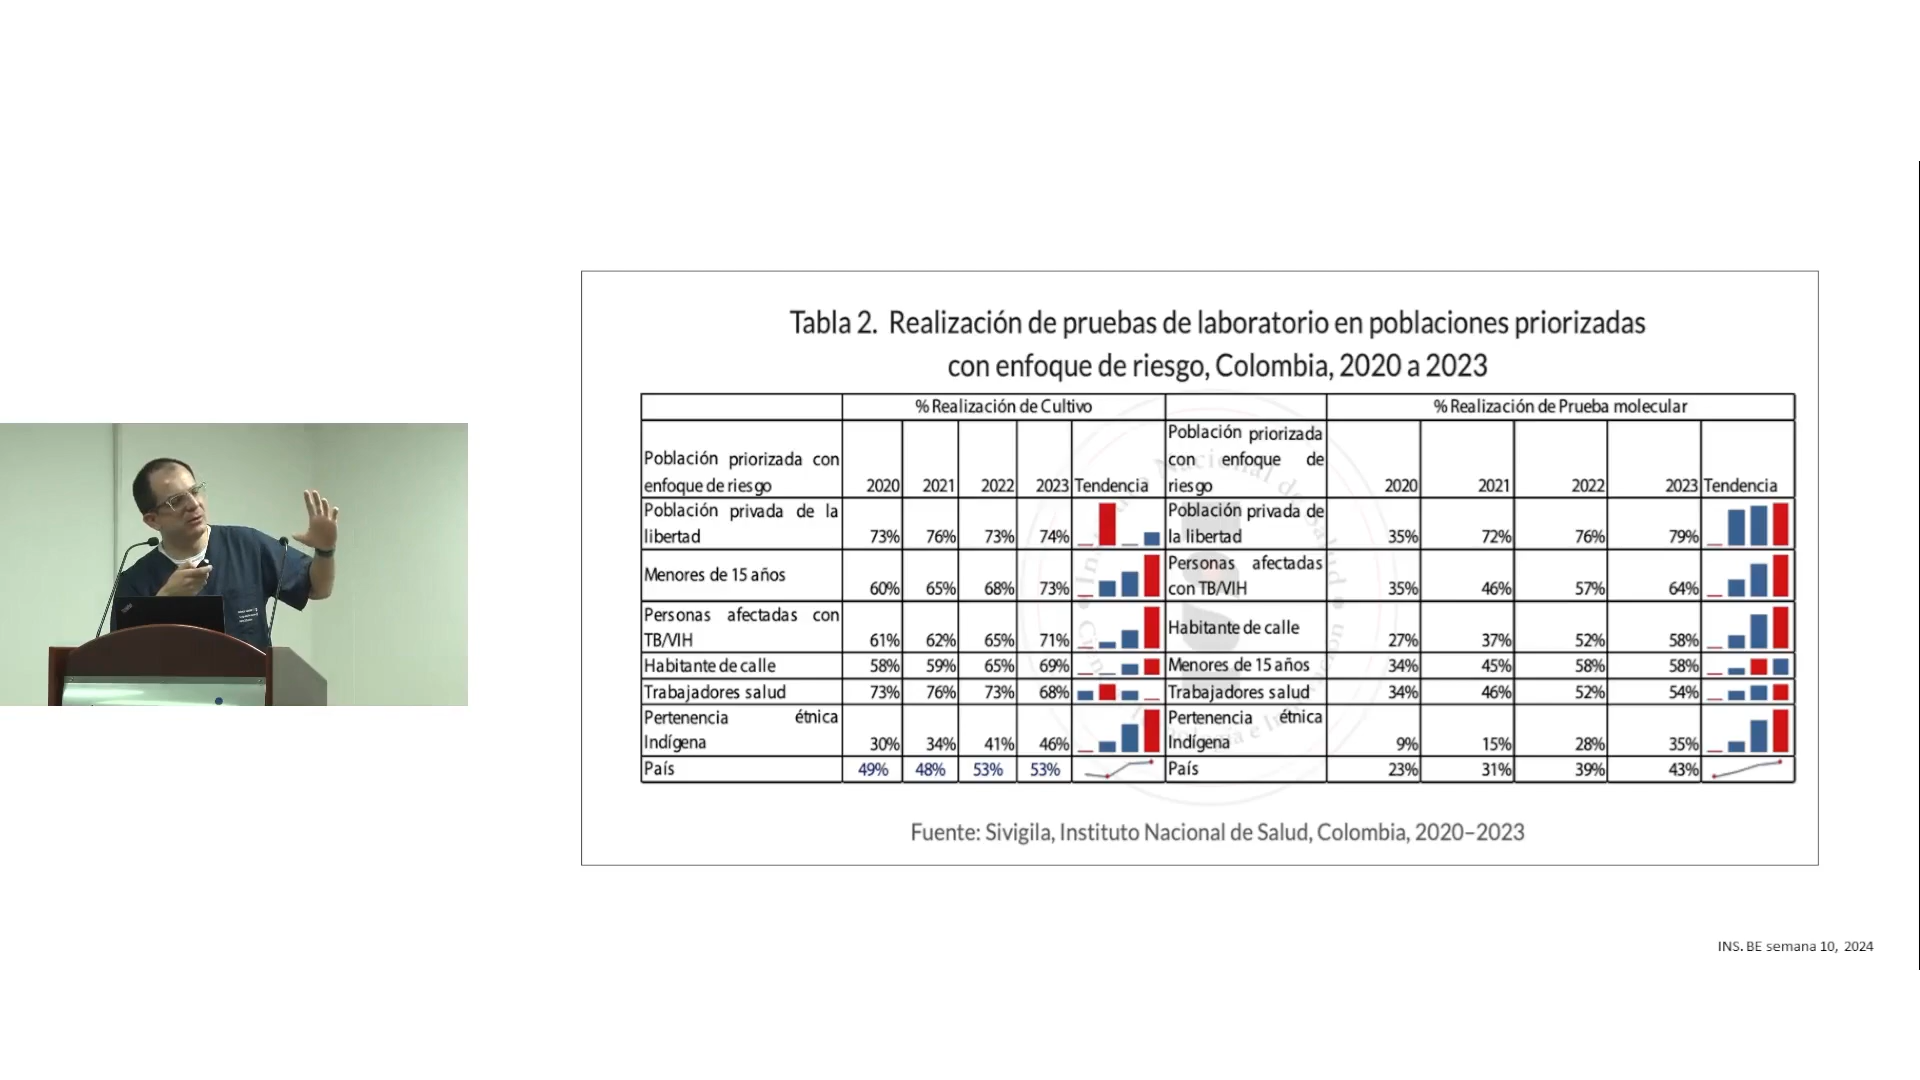 Tabla 2. Realización de pruebas de laboratorio en poblaciones priorizadas
con enfoque de riesgo, Colombia, 2020 a 2023
% Realización de Cultivo % Realización de Prueba molecular
Población priorizada con
enfoque de riesgo 2020 2021 2022 2023 Tendencia
Población priorizada
con enfoque de
riesgo 2020 2021 2022 2023 Tendencia
Población privada de la
libertad 73% 76% 73% 74%
Población privada de
la libertad 35% 72% 76% 79%
Menores de 15 años 60% 65% 68% 73%
Personas afectadas
con TB/VIH 35% 46% 57% 64%
Personas afectadas con
TB/VIH 61% 62% 65% 71%
Habitante de calle 27% 37% 52% 58%
Habitante de calle 58% 59% 65% 69% Menores de 15 años 34% 45% 58% 58%
Trabajadores salud 73% 76% 73% 68% Trabajadores salud 34% 46% 52% 54%
Pertenencia étnica
Indígena 30% 34% 41% 46%
Pertenencia étnica
Indígena 9% 15% 28% 35%
País 49% 48% 53% 53% País 23% 31% 39% 43%
Fuente: Sivigila, Instituto Nacional de Salud, Colombia, 2020–2023
INS. BE semana 10, 2024